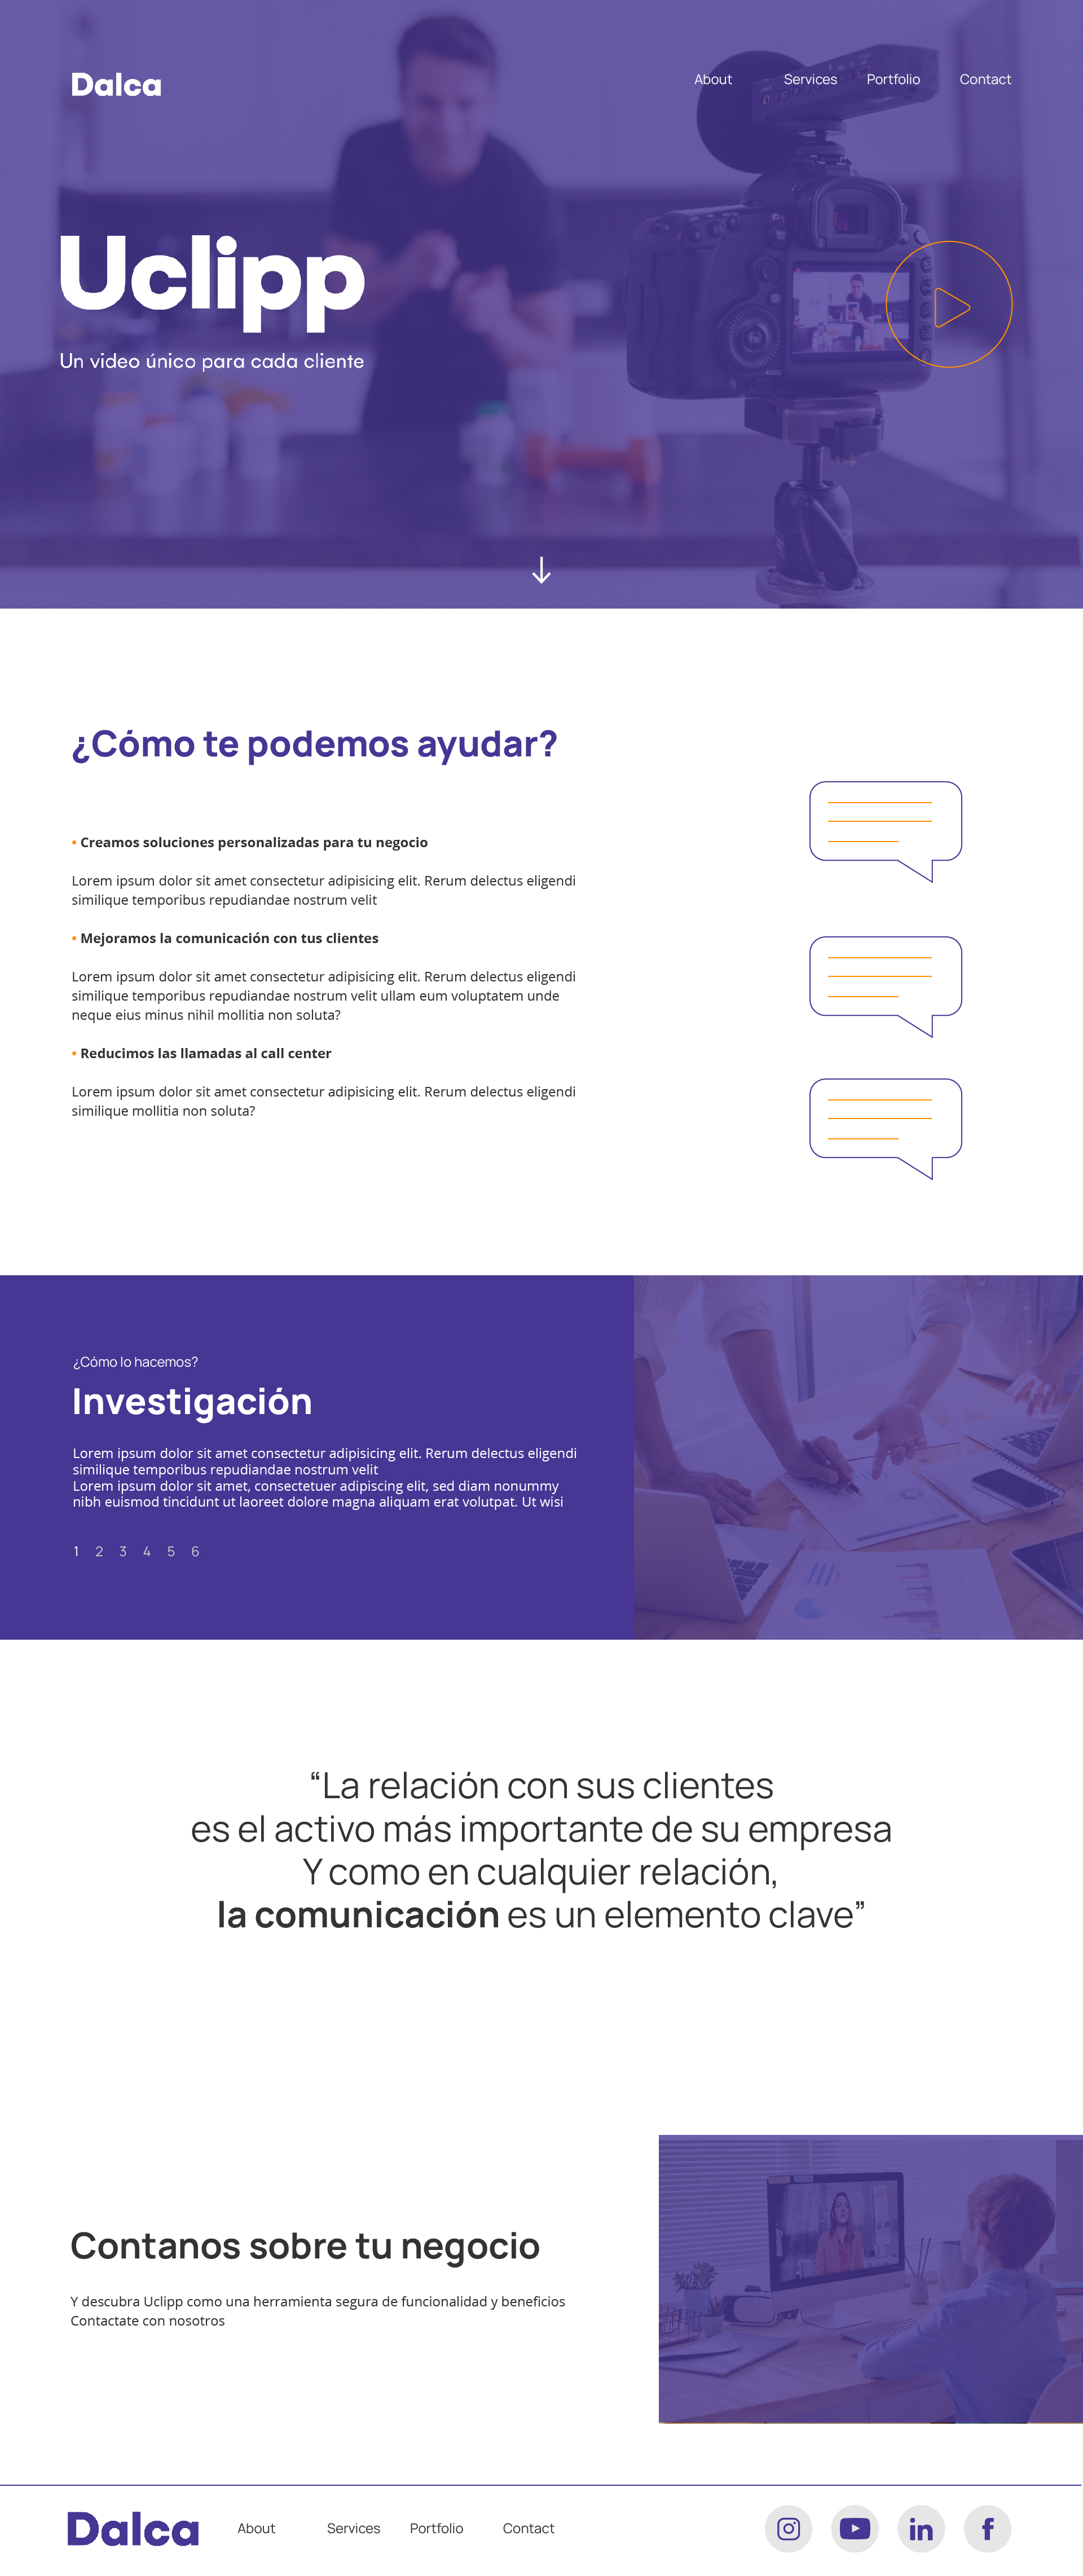 Dalca
About Services Portfolio Contact
Uclipp
Un video único para cada cliente
¿Cómo te podemos ayudar?
• Creamos soluciones personalizadas para tu negocio
Lorem ipsum dolor sit amet consectetur adipisicing elit. Rerum delectus eligendi
similique temporibus repudiandae nostrum velit
• Mejoramos la comunicación con tus clientes
Lorem ipsum dolor sit amet consectetur adipisicing elit. Rerum delectus eligendi
similique temporibus repudiandae nostrum velit ullam eum voluptatem unde
neque eius minus nihil mollitia non soluta?
• Reducimos las llamadas al call center
Lorem ipsum dolor sit amet consectetur adipisicing elit. Rerum delectus eligendi
similique mollitia non soluta?
¿Cómo lo hacemos?
Investigación
Lorem ipsum dolor sit amet consectetur adipisicing elit. Rerum delectus eligendi
similique temporibus repudiandae nostrum velit
Lorem ipsum dolor sit amet, consectetuer adipiscing elit, sed diam nonummy
nibh euismod tincidunt ut laoreet dolore magna aliquam erat volutpat. Ut wisi
1 2 3 4 5 6
“La relación con sus clientes
es el activo más importante de su empresa
Y como en cualquier relación,
la comunicación es un elemento clave”
Contanos sobre tu negocio
Y descubra Uclipp como una herramienta segura de funcionalidad y beneficios
Contactate con nosotros
Dalca
About Services Portfolio Contact